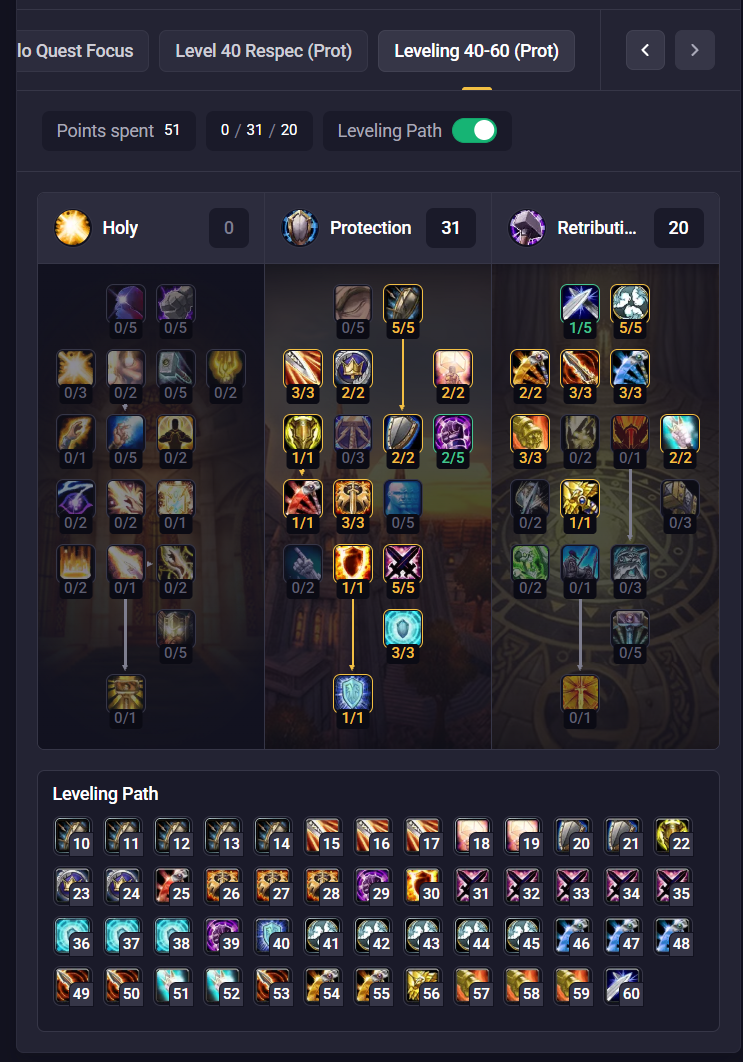 lo Quest Focus Level 40 Respec (Prot) Leveling 40-60 (Prot)
Points spent 51 0 / 31 / 20 Leveling Path
Holy 0 Protection 31 Retributi... 20
0/5 0/5 0/5 5/5 1/5 5/5
0/3 0/2 0/5 0/2 3/3 2/2 2/2 2/2 3/3 3/3
0/1 0/5 0/2 1/1 0/3 2/2 2/5 3/3 0/2 0/1 2/2
0/2 0/2 0/1 1/1 3/3 0/5 0/2 1/1 0/3
0/2 0/1 0/2 0/2 1/1 5/5 0/2 0/1 0/3
0/5 3/3 0/5
0/1 1/1 0/1
Leveling Path
10 11 12 13 14 15 16 17 18 19 20 21 22
23 24 25 26 27 28 29 30 31 32 33 34 35
36 37 38 39 40 41 42 43 44 45 46 47 48
49 50 51 52 53 54 55 56 57 58 59 60